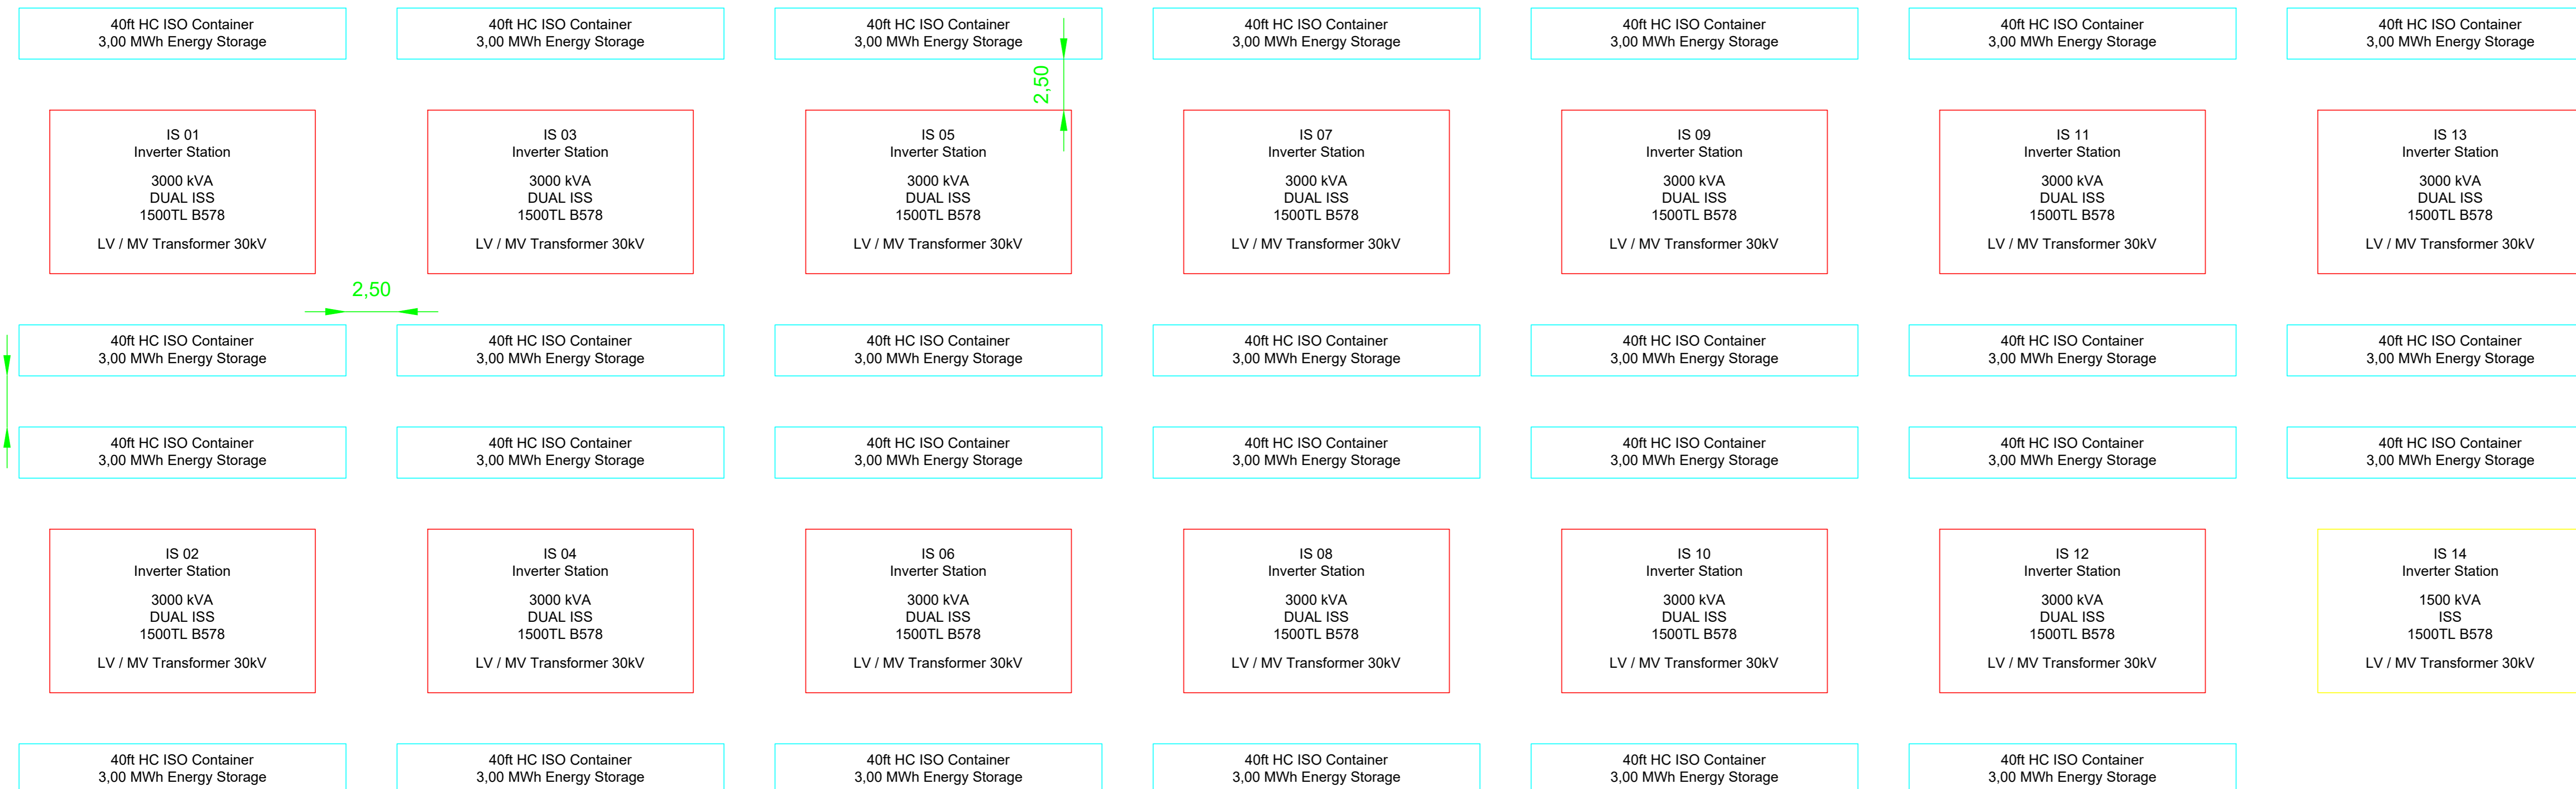 40ft HC ISO Container
3,00 MWh Energy Storage
40ft HC ISO Container
3,00 MWh Energy Storage
40ft HC ISO Container
3,00 MWh Energy Storage
40ft HC ISO Container
3,00 MWh Energy Storage
40ft HC ISO Container
3,00 MWh Energy Storage
40ft HC ISO Container
3,00 MWh Energy Storage
40ft HC ISO Container
3,00 MWh Energy Storage
2,50
IS 01
Inverter Station
3000 kVA
DUAL ISS
1500TL B578
LV / MV Transformer 30kV
IS 03
Inverter Station
3000 kVA
DUAL ISS
1500TL B578
LV / MV Transformer 30kV
IS 05
Inverter Station
3000 kVA
DUAL ISS
1500TL B578
LV / MV Transformer 30kV
IS 07
Inverter Station
3000 kVA
DUAL ISS
1500TL B578
LV / MV Transformer 30kV
IS 09
Inverter Station
3000 kVA
DUAL ISS
1500TL B578
LV / MV Transformer 30kV
IS 11
Inverter Station
3000 kVA
DUAL ISS
1500TL B578
LV / MV Transformer 30kV
IS 13
Inverter Station
3000 kVA
DUAL ISS
1500TL B578
LV / MV Transformer 30kV
2,50
40ft HC ISO Container
3,00 MWh Energy Storage
40ft HC ISO Container
3,00 MWh Energy Storage
40ft HC ISO Container
3,00 MWh Energy Storage
40ft HC ISO Container
3,00 MWh Energy Storage
40ft HC ISO Container
3,00 MWh Energy Storage
40ft HC ISO Container
3,00 MWh Energy Storage
40ft HC ISO Container
3,00 MWh Energy Storage
40ft HC ISO Container
3,00 MWh Energy Storage
40ft HC ISO Container
3,00 MWh Energy Storage
40ft HC ISO Container
3,00 MWh Energy Storage
40ft HC ISO Container
3,00 MWh Energy Storage
40ft HC ISO Container
3,00 MWh Energy Storage
40ft HC ISO Container
3,00 MWh Energy Storage
40ft HC ISO Container
3,00 MWh Energy Storage
IS 02
Inverter Station
3000 kVA
DUAL ISS
1500TL B578
LV / MV Transformer 30kV
IS 04
Inverter Station
3000 kVA
DUAL ISS
1500TL B578
LV / MV Transformer 30kV
IS 06
Inverter Station
3000 kVA
DUAL ISS
1500TL B578
LV / MV Transformer 30kV
IS 08
Inverter Station
3000 kVA
DUAL ISS
1500TL B578
LV / MV Transformer 30kV
IS 10
Inverter Station
3000 kVA
DUAL ISS
1500TL B578
LV / MV Transformer 30kV
IS 12
Inverter Station
3000 kVA
DUAL ISS
1500TL B578
LV / MV Transformer 30kV
IS 14
Inverter Station
1500 kVA
ISS
1500TL B578
LV / MV Transformer 30kV
40ft HC ISO Container
3,00 MWh Energy Storage
40ft HC ISO Container
3,00 MWh Energy Storage
40ft HC ISO Container
3,00 MWh Energy Storage
40ft HC ISO Container
3,00 MWh Energy Storage
40ft HC ISO Container
3,00 MWh Energy Storage
40ft HC ISO Container
3,00 MWh Energy Storage